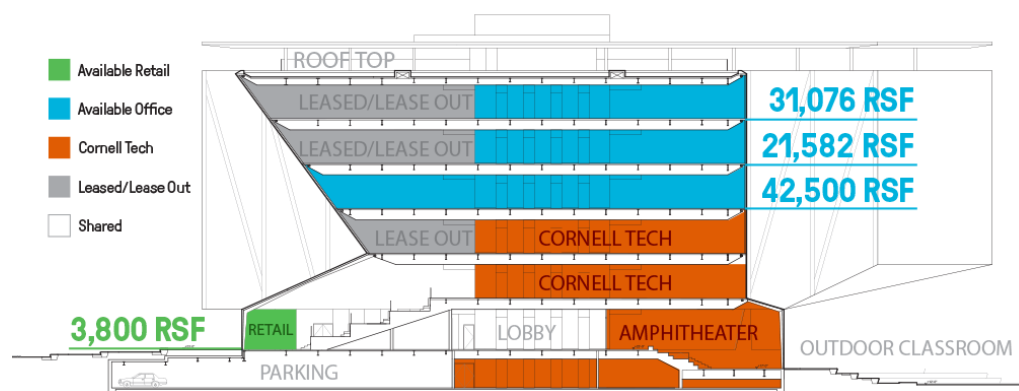 Available Retail
Available Office
Cornell Tech
Leased/Lease Out
Shared
ROOF TOP
LEASED/LEASE OUT
31,076 RSF
LEASED/LEASE OUT
21,582 RSF
42,500 RSF
LEASE OUT
CORNELL TECH
CORNELL TECH
3,800 RSF
RETAIL
LOBBY
AMPHITHEATER
OUTDOOR CLASSROOM
PARKING